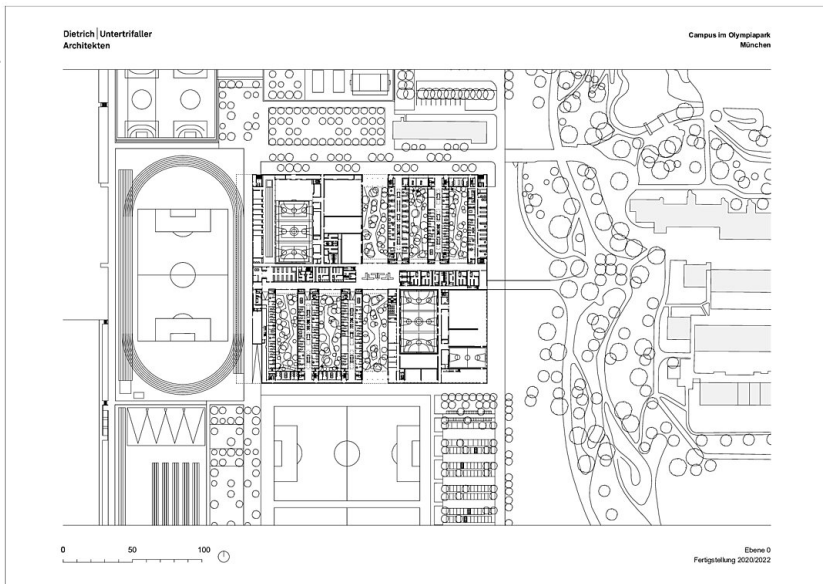 Dietrich | Untertrifaller
Architekten
Campus im Olympiapark
München
0 50 100
Ebene 0
Fertigstellung 2020/2022